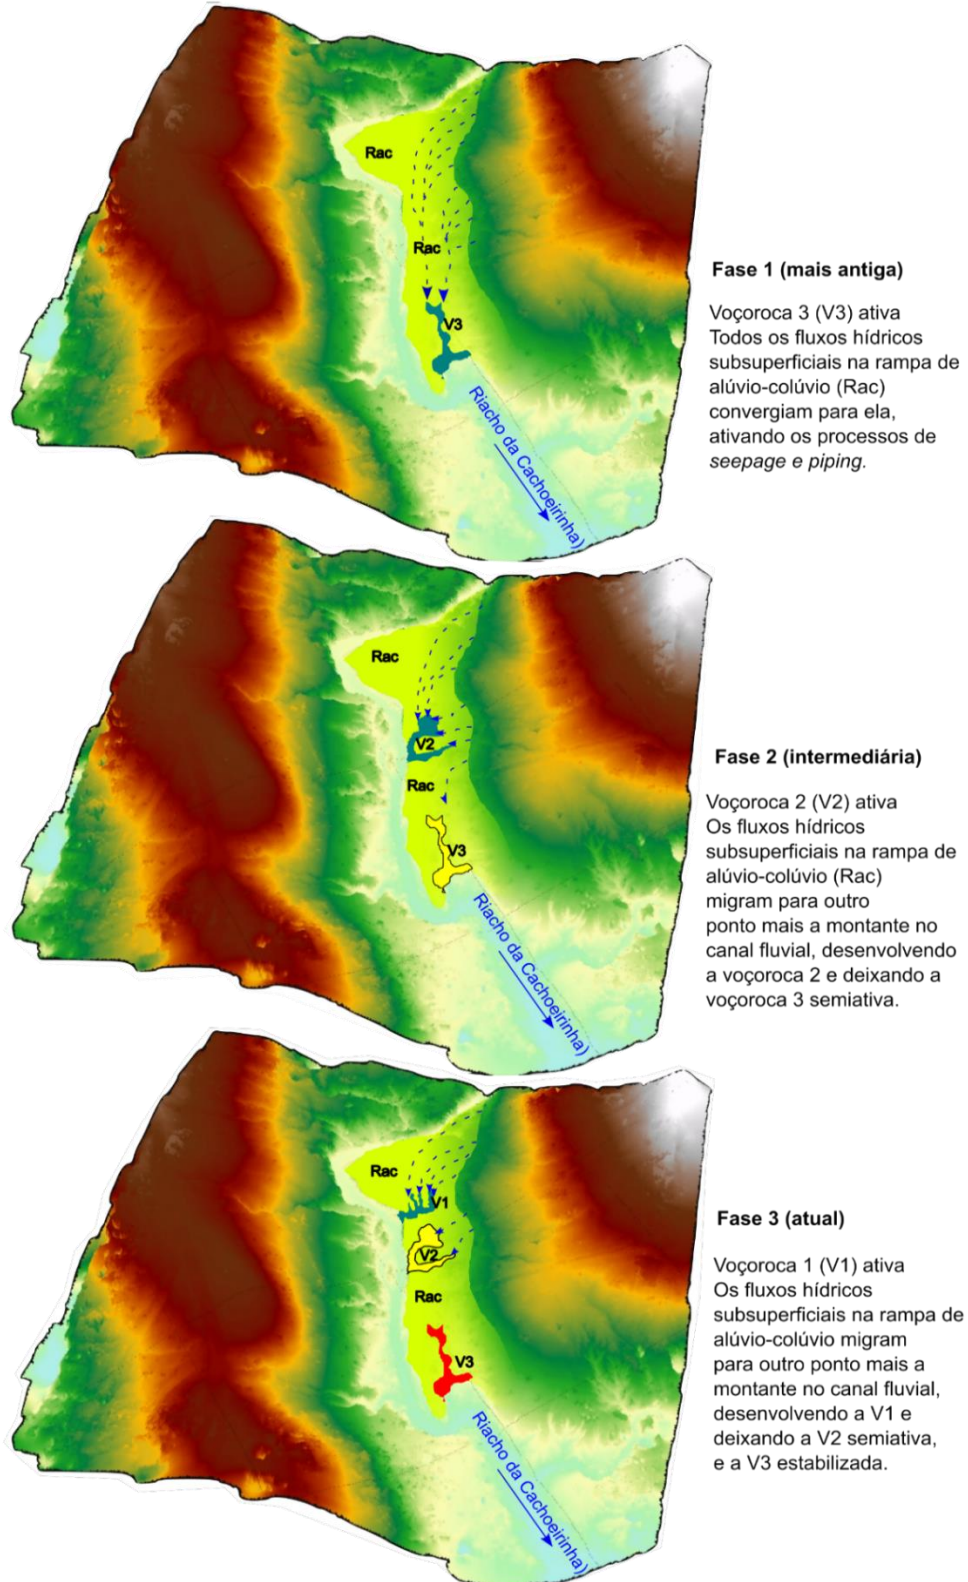 Rac
Rac
V3
Riacho da Cachoeirinha)
Fase 1 (mais antiga)
Voçoroca 3 (V3) ativa
Todos os fluxos hídricos
subsuperficiais na rampa de
alúvio-colúvio (Rac)
convergiam para ela,
ativando os processos de
seepage e piping.
Rac
V2
Rac
V3
Riacho da Cachoeirinha)
Fase 2 (intermediária)
Voçoroca 2 (V2) ativa
Os fluxos hídricos
subsuperficiais na rampa de
alúvio-colúvio (Rac)
migram para outro
ponto mais a montante no
canal fluvial, desenvolvendo
a voçoroca 2 e deixando a
voçoroca 3 semiativa.
Rac
V1
V2
Rac
V3
Riacho da Cachoeirinha)
Fase 3 (atual)
Voçoroca 1 (V1) ativa
Os fluxos hídricos
subsuperficiais na rampa de
alúvio-colúvio migram
para outro ponto mais a
montante no canal fluvial,
desenvolvendo a V1 e
deixando a V2 semiativa,
e a V3 estabilizada.